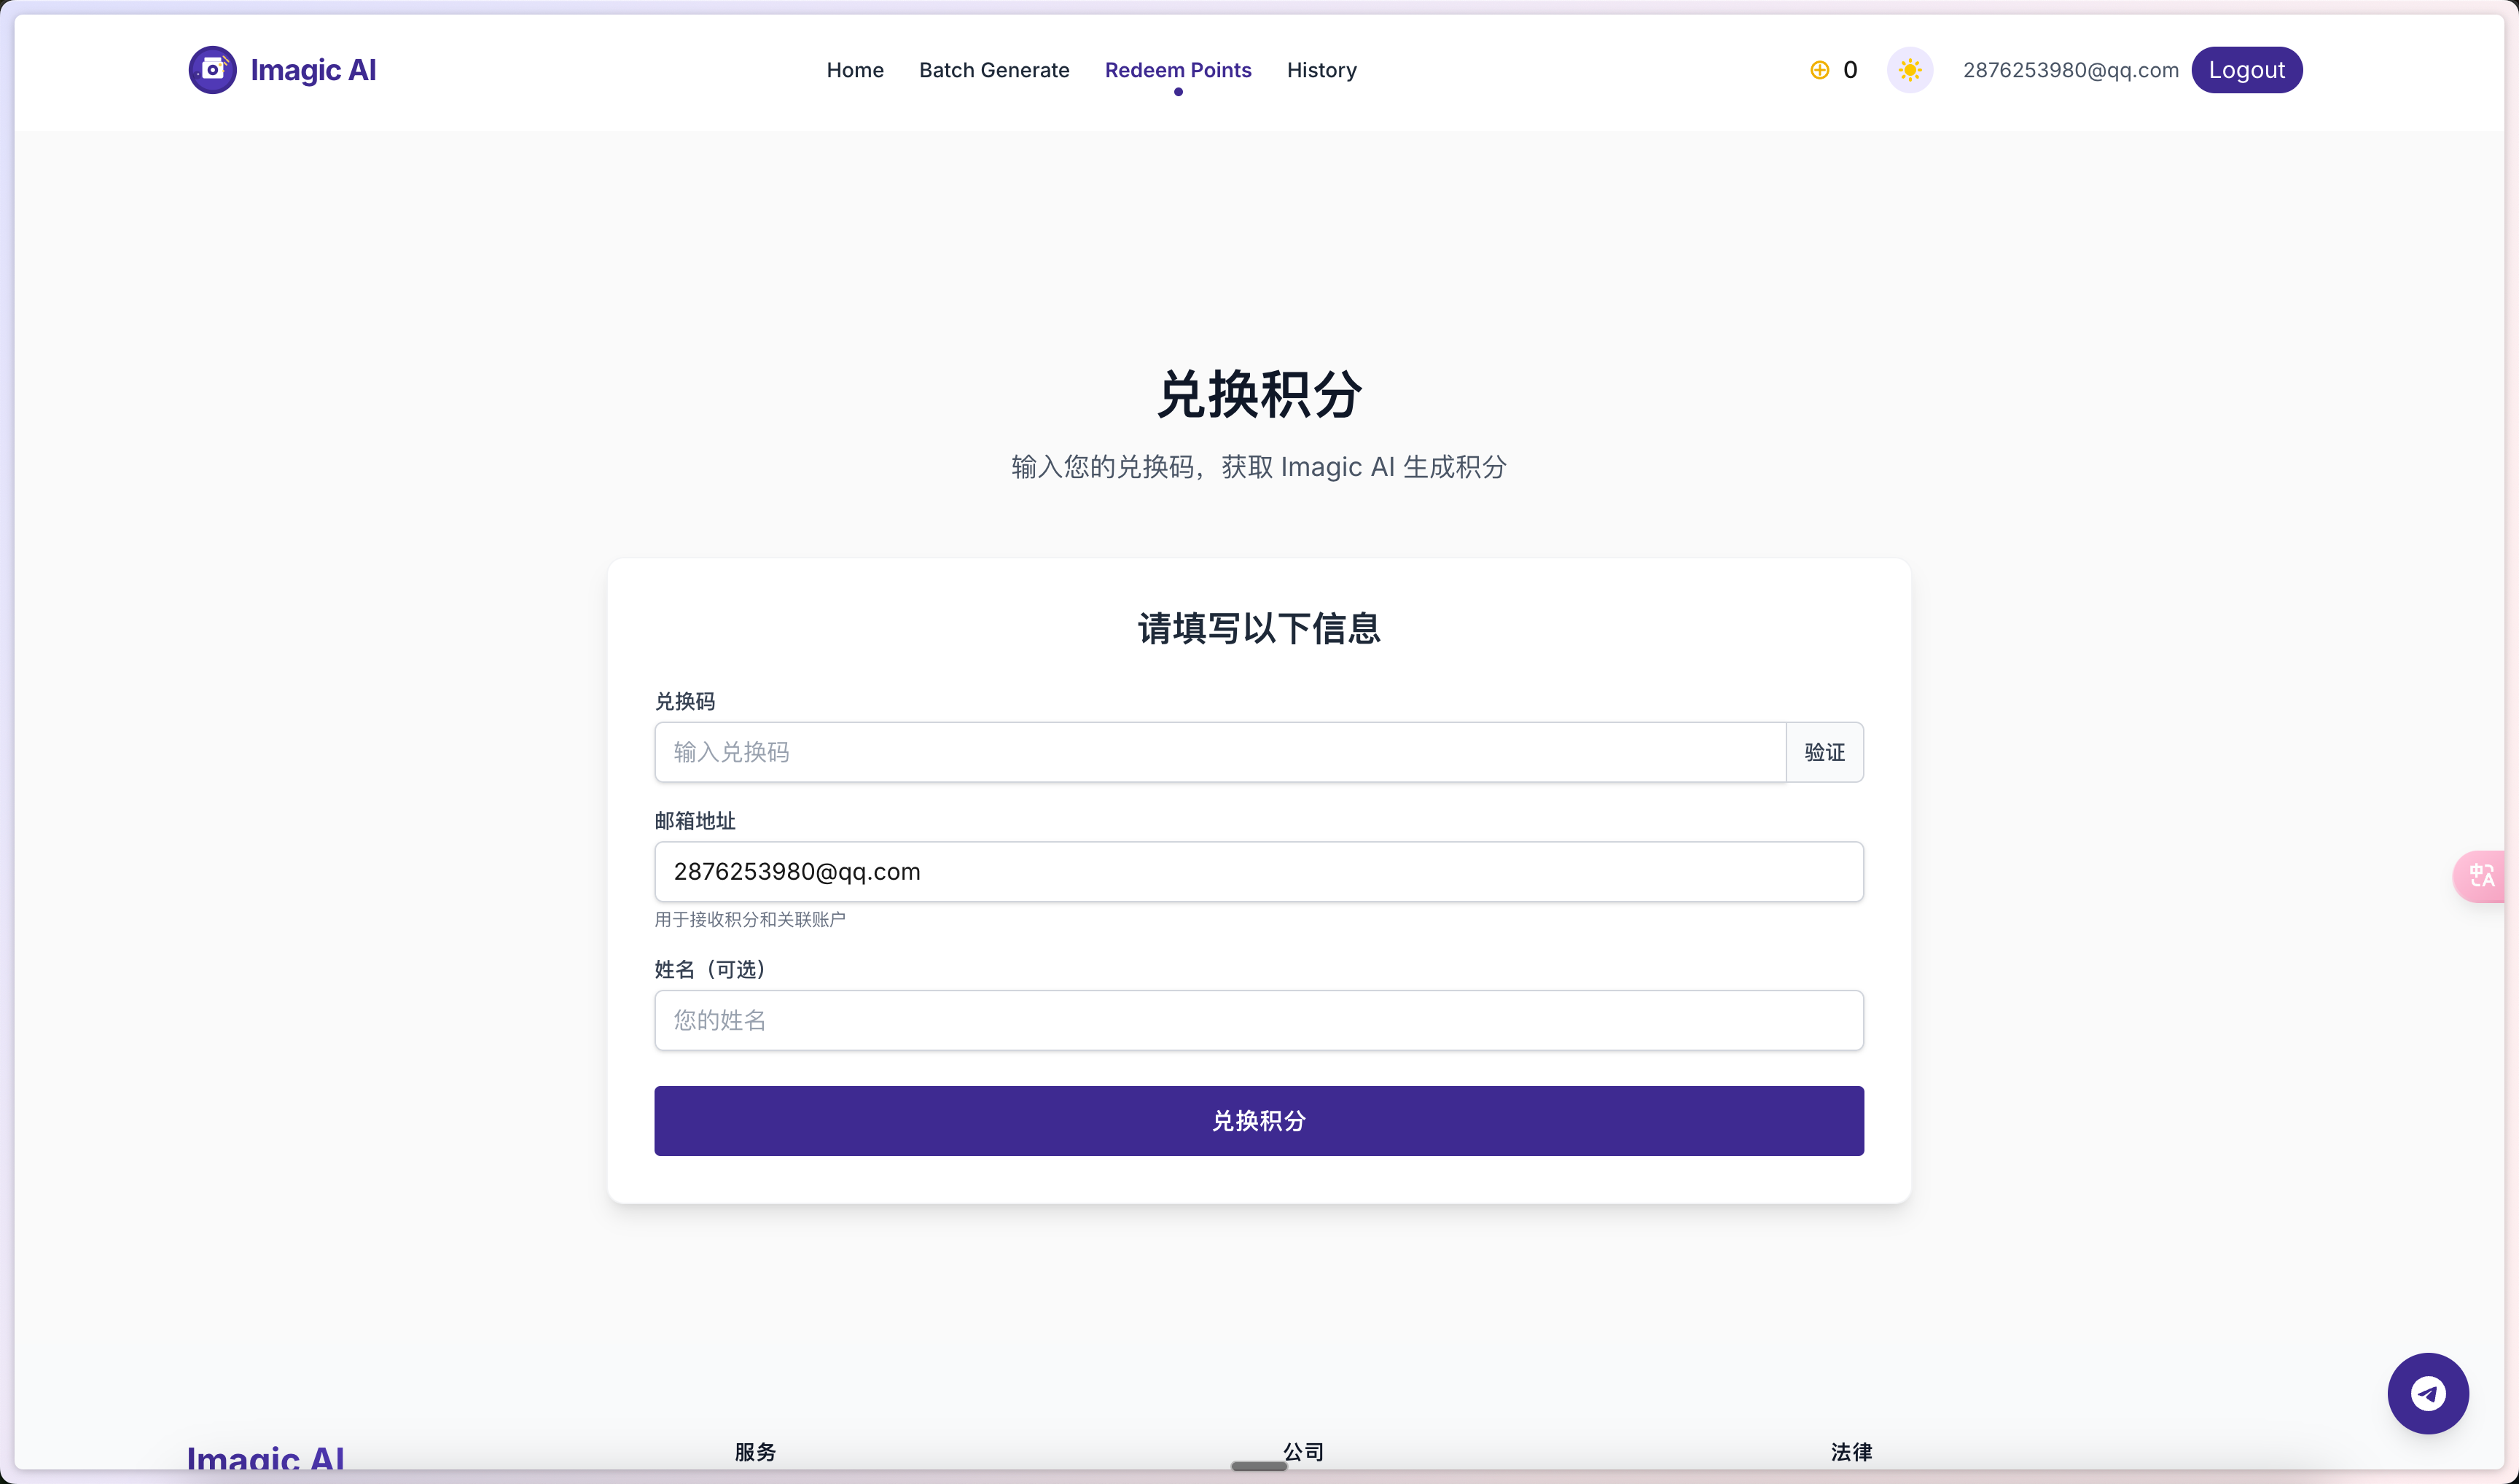 Imagic AI
Home
Batch Generate
Redeem Points
History
0
2876253980@qq.com
Logout
兑换积分
输入您的兑换码，获取 Imagic AI 生成积分
请填写以下信息
兑换码
输入兑换码
验证
邮箱地址
2876253980@qq.com
用于接收积分和关联账户
姓名（可选）
您的姓名
兑换积分
Imagic AI
服务
公司
法律